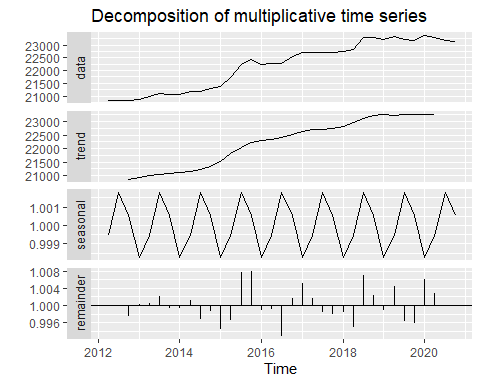 Decomposition of multiplicative time series
23000
22500
22000
21500
21000
data
23000
22500
22000
21500
21000
trend
1.001
1.000
0.999
seasonal
1.008
1.004
1.000
0.996
remainder
2012 2014 2016 2018 2020
Time